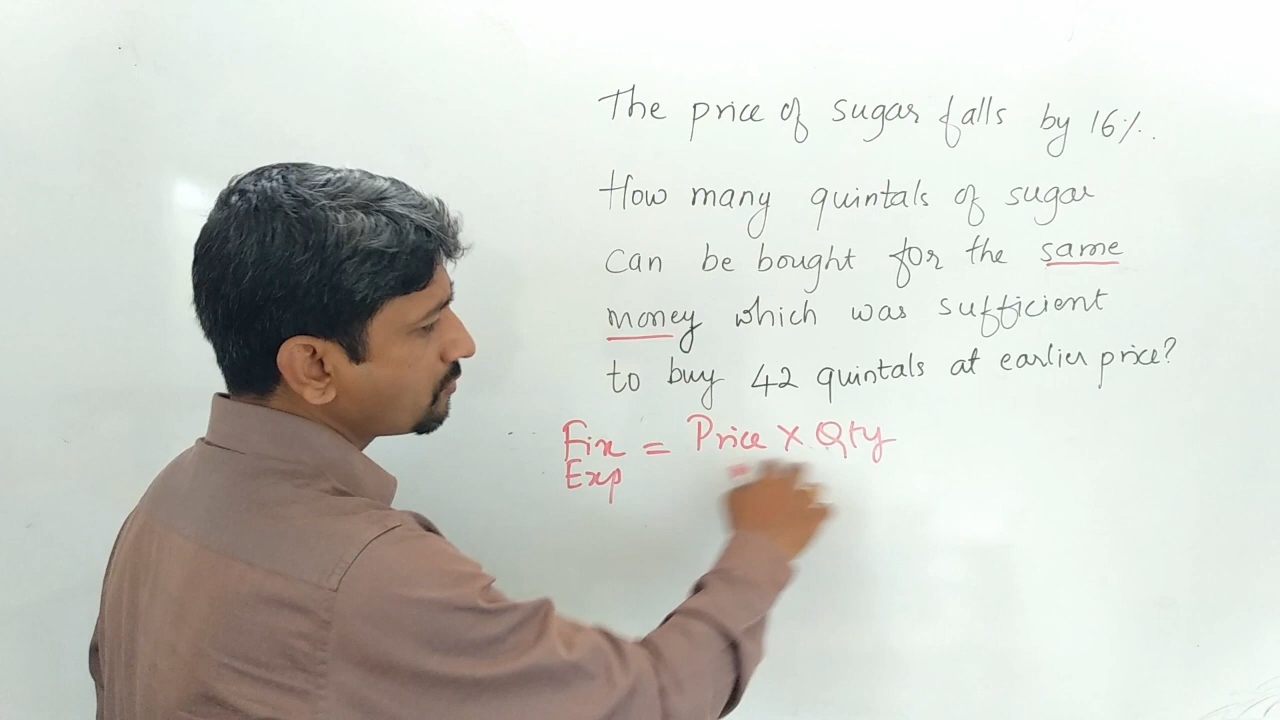 The price of sugar falls by 16%.
How many quintals of sugar
can be bought for the same
money which was sufficient
to buy 42 quintals at earlier price?
Fix = Price × Qty
Exp